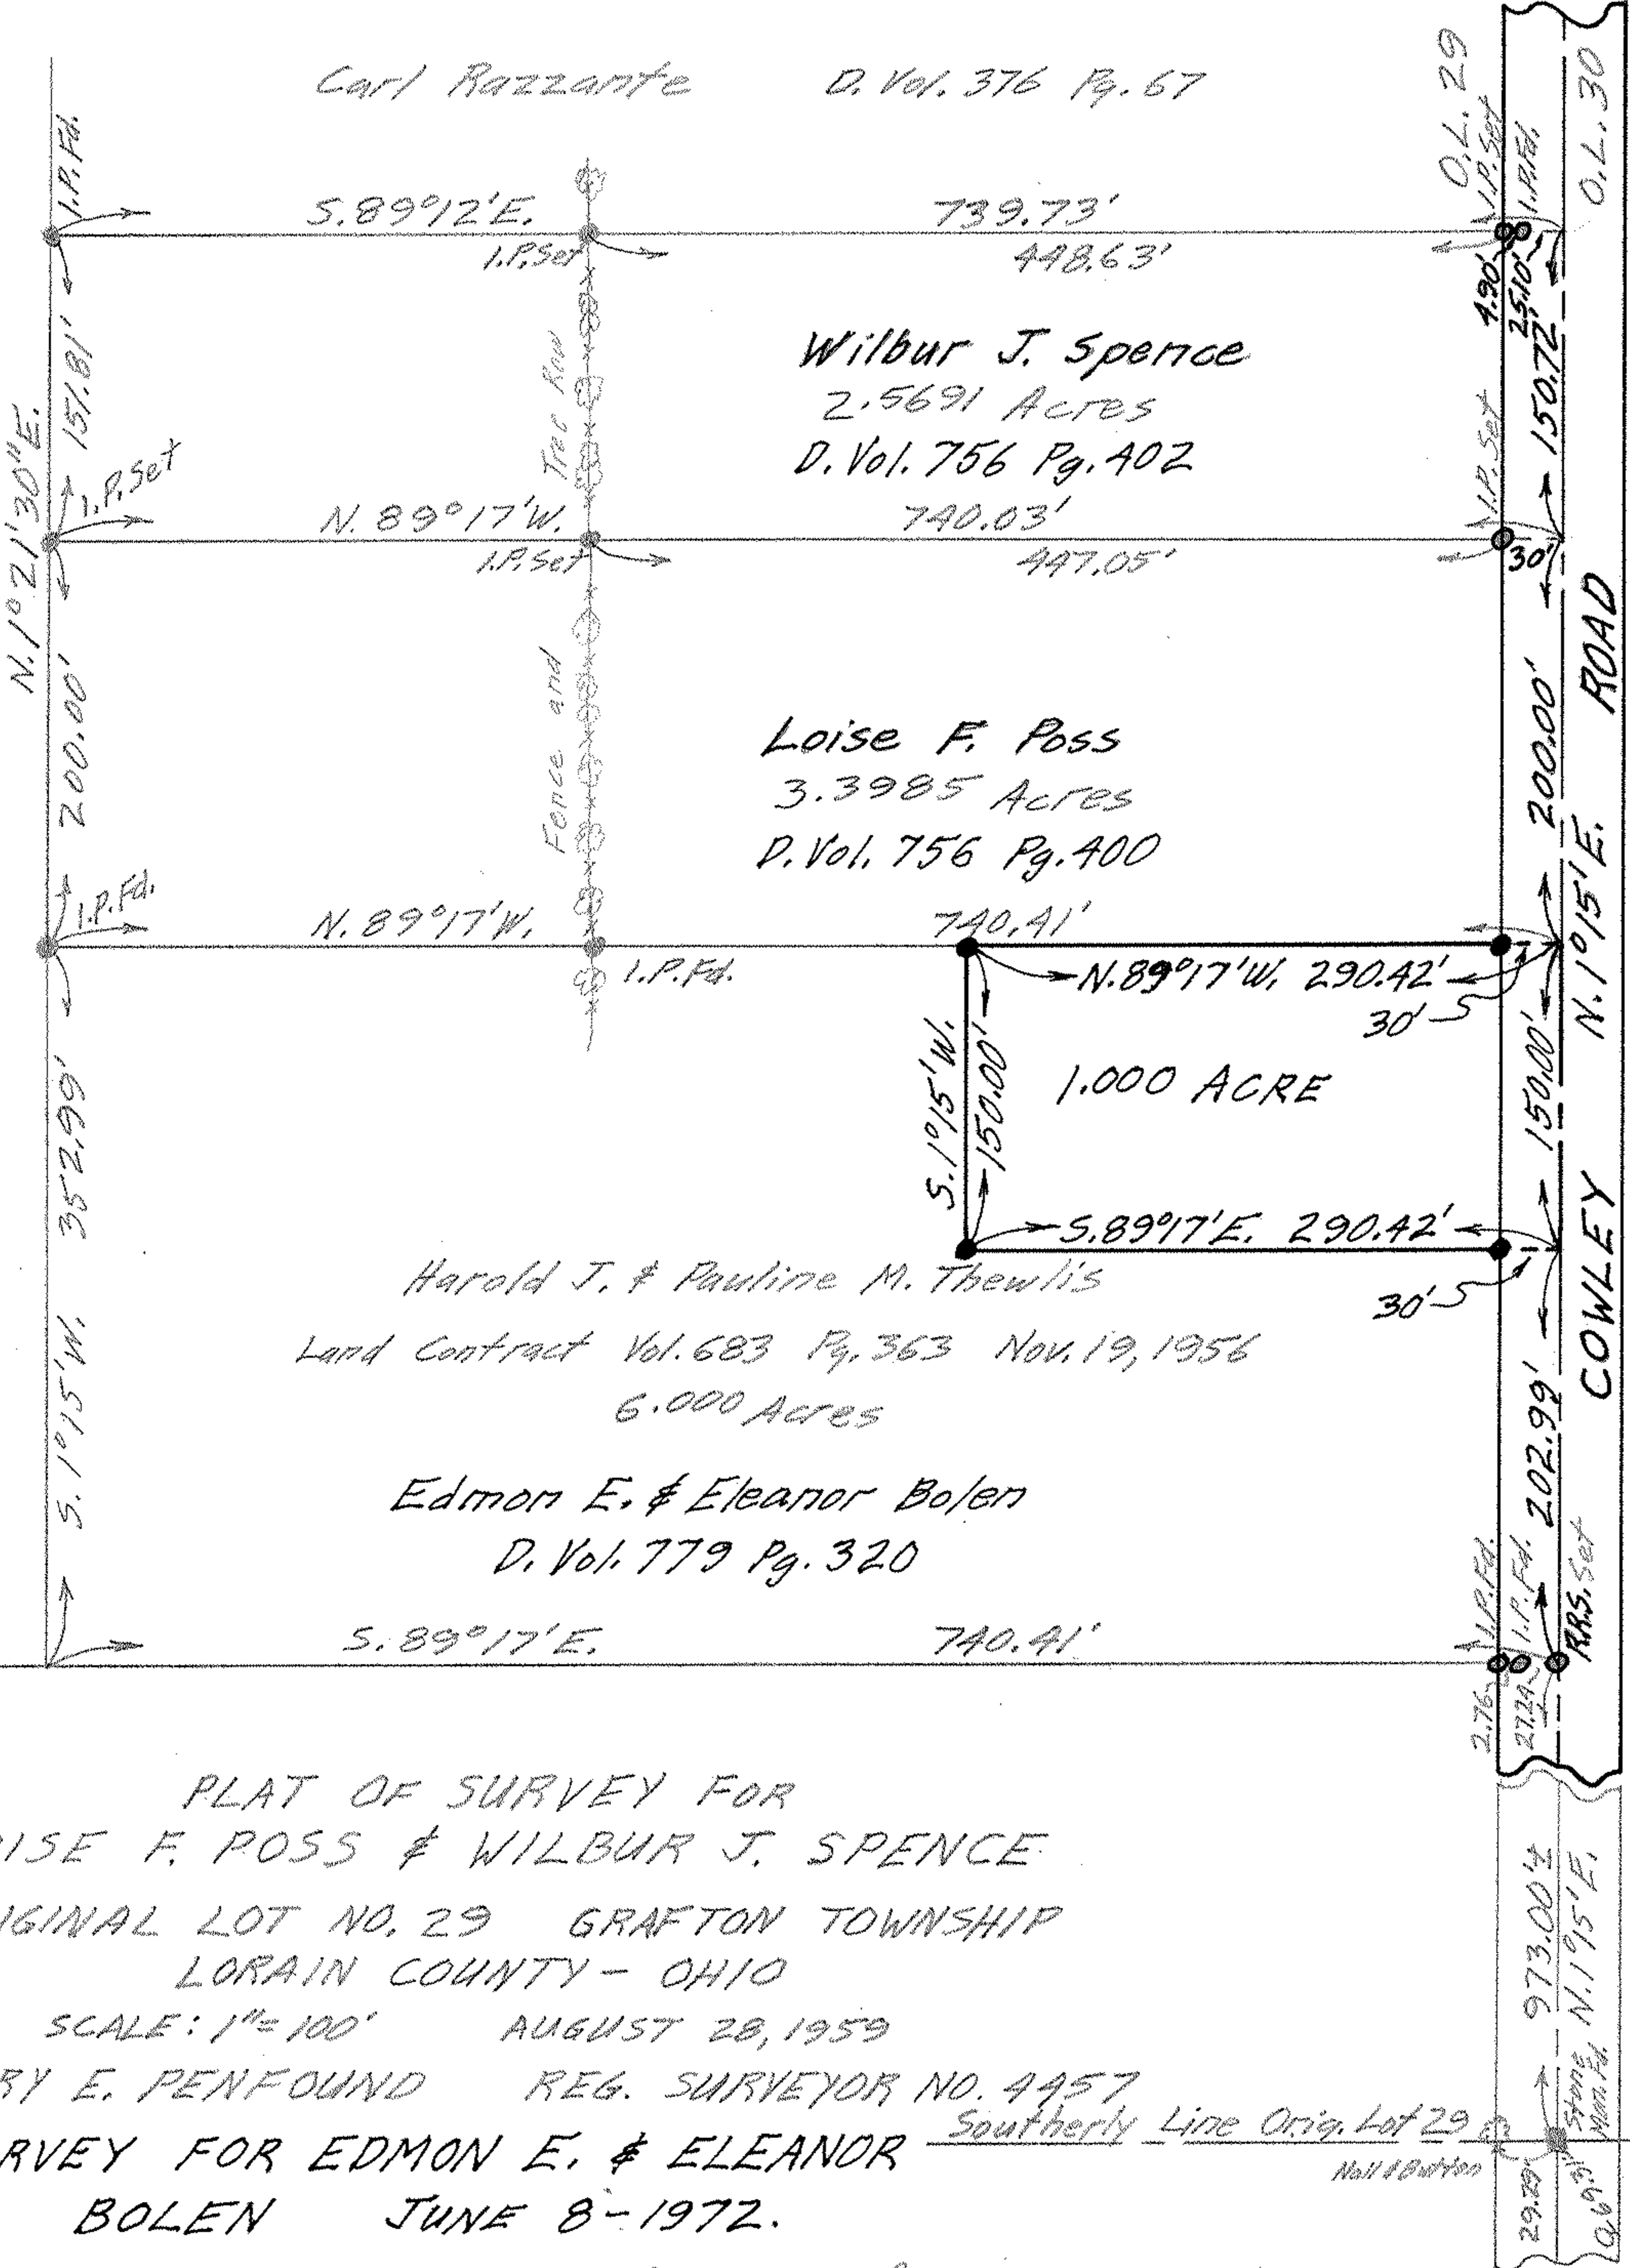 Carl Razzante D. Vol. 376 Pg. 67
O.L. 29
O.L. 30
I.P. Fd.
I.P. Set
I.P. Fd.
S. 89°12' E. 739.73'
I.P. Set 448.63'
4.90'
25.10'
Wilbur J. Spence
2.5691 Acres
D. Vol. 756 Pg. 402
N. 1° 21' 30" E.
151.81'
150.72'
I.P. Set
I.P. Set
N. 89°17' W. 740.03'
I.P. Set 447.05'
30'
Fence and Tree Row
200.00'
200.00'
Loise F. Poss
3.3985 Acres
D. Vol. 756 Pg. 400
COWLEY ROAD
N. 1°15' E.
I.P. Fd.
N. 89°17' W. 740.41'
I.P. Fd.
N. 89°17' W. 290.42'
30'
S. 1°15' W.
150.00'
1.000 ACRE
150.00'
S. 89°17' E. 290.42'
30'
S. 1°15' W. 352.99'
Harold J. & Pauline M. Thewlis
Land Contract Vol. 683 Pg. 363 Nov. 19, 1956
6.000 Acres
Edmon E. & Eleanor Bolen
D. Vol. 779 Pg. 320
202.99'
I.P. Fd.
I.P. Fd.
R.R.S. Set
S. 89°17' E. 740.41'
2.76'
27.24'
PLAT OF SURVEY FOR
ISE F. POSS & WILBUR J. SPENCE
IGINAL LOT NO. 29 GRAFTON TOWNSHIP
LORAIN COUNTY - OHIO
SCALE: 1"= 100' AUGUST 28, 1959
RY E. PENFOUND REG. SURVEYOR NO. 4457
973.00'±
N. 1°15' E.
Stone Mon. Fd.
Southerly Line Orig. Lot 29
Nail & Button
29.29'
RVEY FOR EDMON E. & ELEANOR
BOLEN JUNE 8-1972.